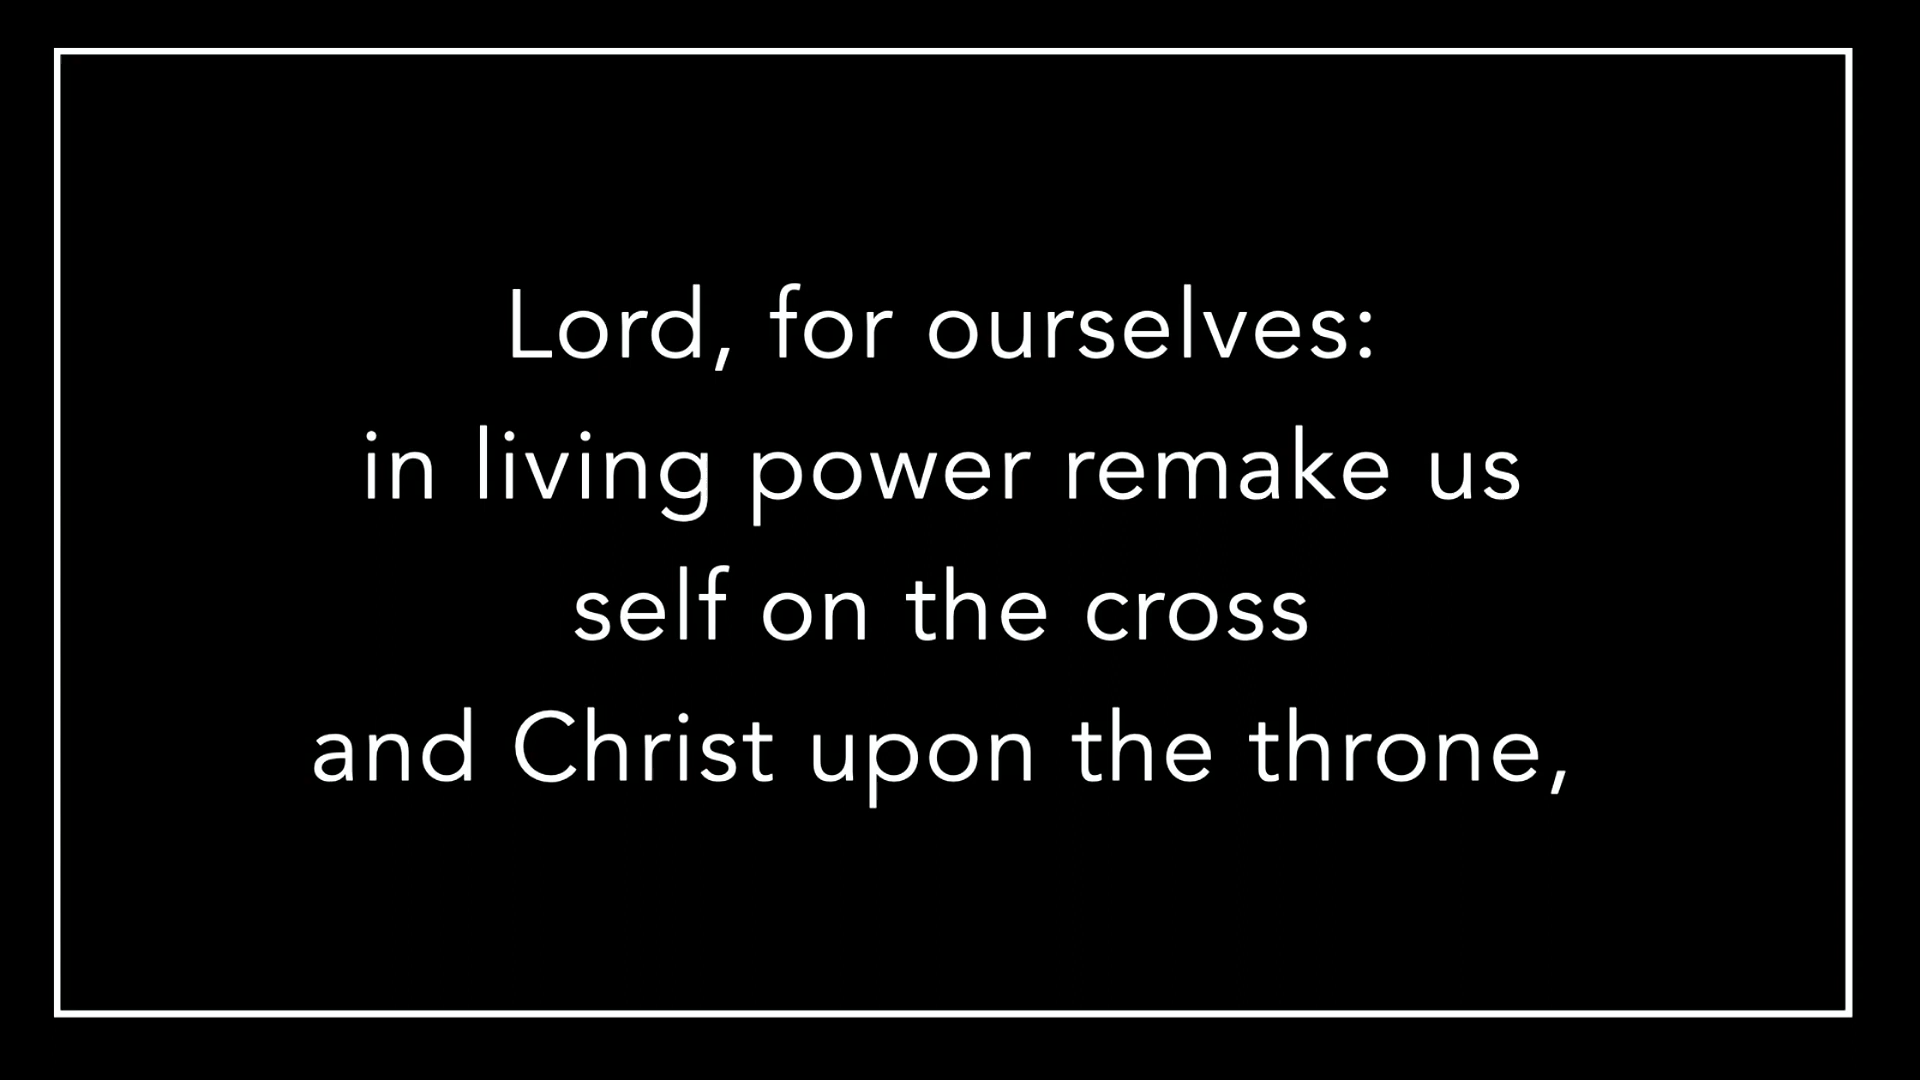 Lord, for ourselves:
in living power remake us
self on the cross
and Christ upon the throne,